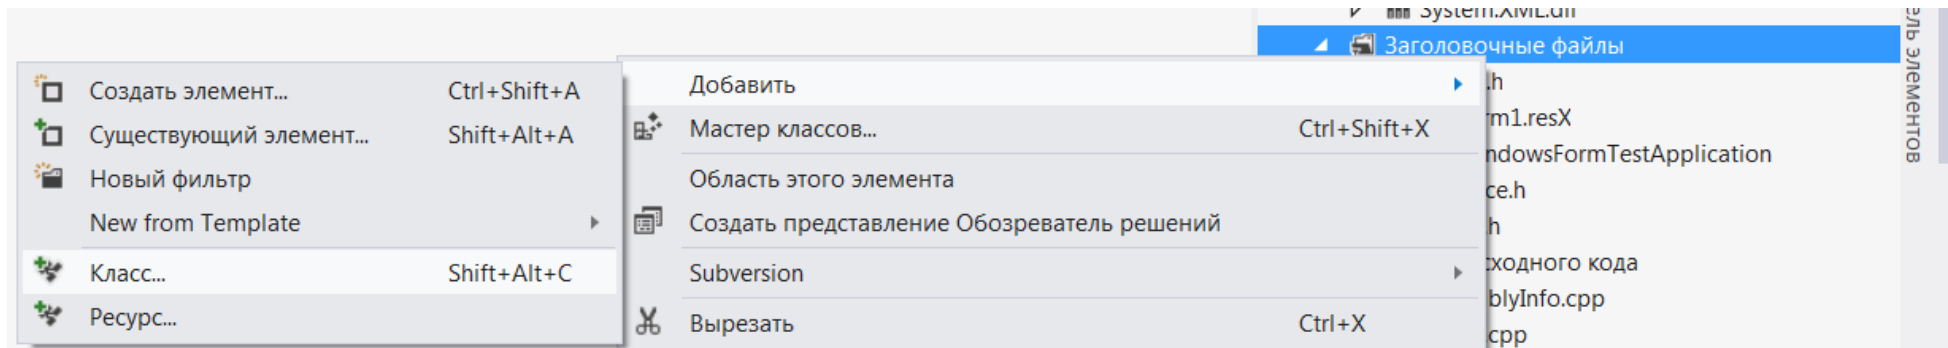 Создать элемент... Ctrl+Shift+A
Существующий элемент... Shift+Alt+A
Новый фильтр
New from Template
Класс... Shift+Alt+C
Ресурс...
Добавить
Мастер классов... Ctrl+Shift+X
Область этого элемента
Создать представление Обозреватель решений
Subversion
Вырезать Ctrl+X
System.XML.dll
Заголовочные файлы
.h
rm1.resX
ndowsFormTestApplication
ce.h
h
сходного кода
blyInfo.cpp
.cpp
ель элементов